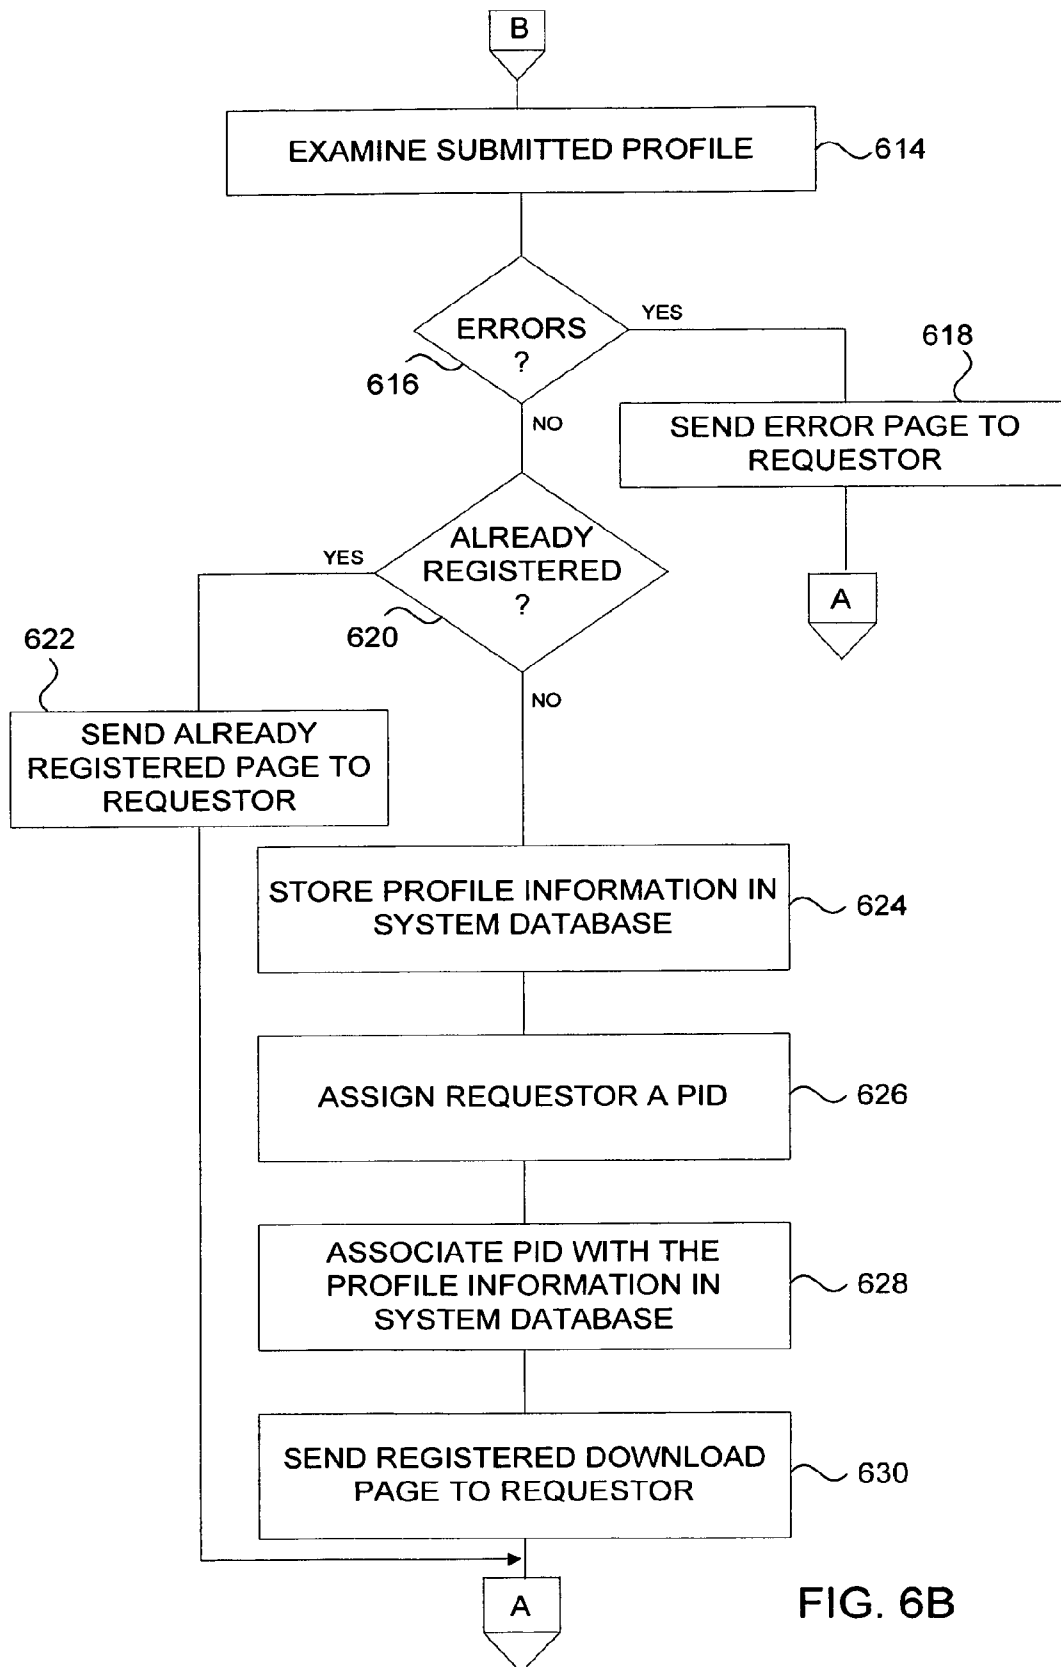 B
EXAMINE SUBMITTED PROFILE
614
ERRORS
?
616
YES
NO
618
SEND ERROR PAGE TO
REQUESTOR
A
ALREADY
REGISTERED
?
620
YES
NO
622
SEND ALREADY
REGISTERED PAGE TO
REQUESTOR
STORE PROFILE INFORMATION IN
SYSTEM DATABASE
624
ASSIGN REQUESTOR A PID
626
ASSOCIATE PID WITH THE
PROFILE INFORMATION IN
SYSTEM DATABASE
628
SEND REGISTERED DOWNLOAD
PAGE TO REQUESTOR
630
A
FIG. 6B